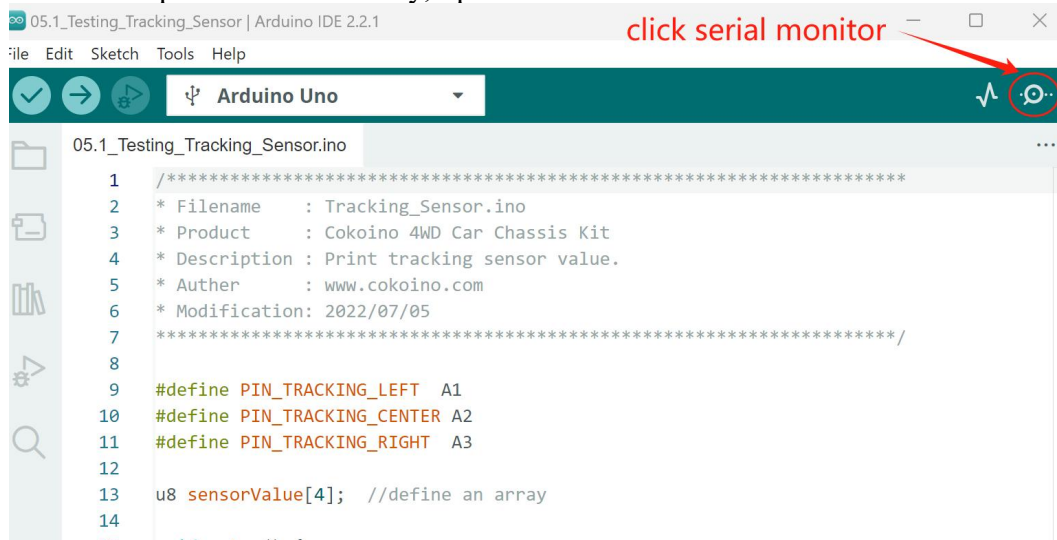 05.1_Testing_Tracking_Sensor | Arduino IDE 2.2.1
click serial monitor
File Edit Sketch Tools Help
Arduino Uno
05.1_Testing_Tracking_Sensor.ino
...
1 /**********************************************************************
2 * Filename    : Tracking_Sensor.ino
3 * Product     : Cokoino 4WD Car Chassis Kit
4 * Description : Print tracking sensor value.
5 * Auther      : www.cokoino.com
6 * Modification: 2022/07/05
7 **********************************************************************/
8
9 #define PIN_TRACKING_LEFT  A1
10 #define PIN_TRACKING_CENTER A2
11 #define PIN_TRACKING_RIGHT  A3
12
13 u8 sensorValue[4];  //define an array
14